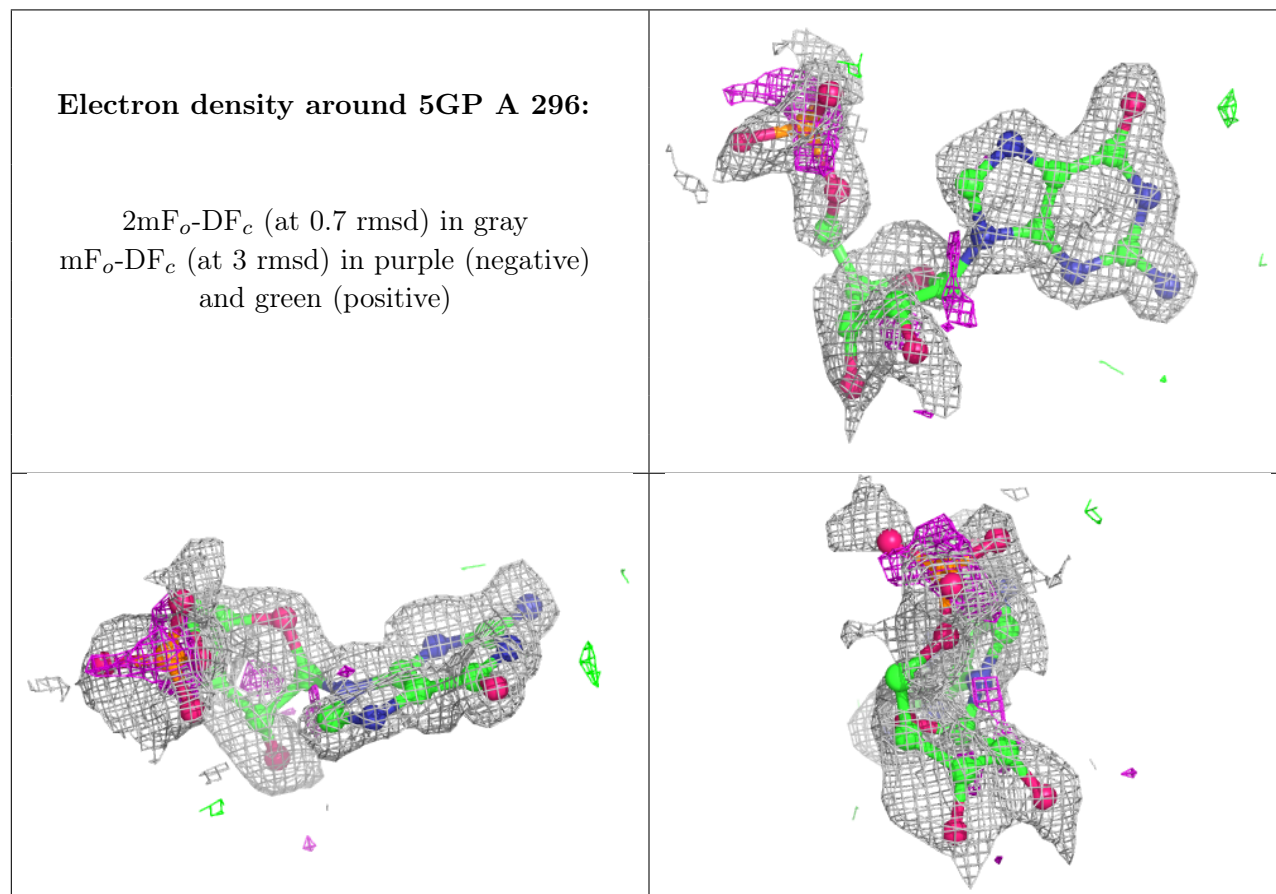 Electron density around 5GP A 296:
2mFo-DFc (at 0.7 rmsd) in gray
mFo-DFc (at 3 rmsd) in purple (negative)
and green (positive)